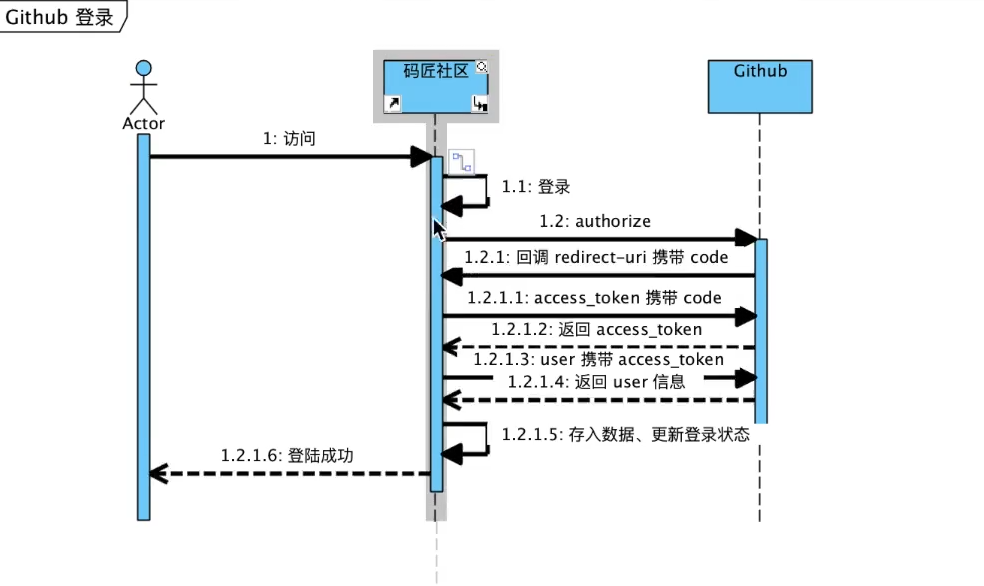 Github 登录
码匠社区
Github
Actor
1: 访问
1.1: 登录
1.2: authorize
1.2.1: 回调 redirect-uri 携带 code
1.2.1.1: access_token 携带 code
1.2.1.2: 返回 access_token
1.2.1.3: user 携带 access_token
1.2.1.4: 返回 user 信息
1.2.1.5: 存入数据、更新登录状态
1.2.1.6: 登陆成功